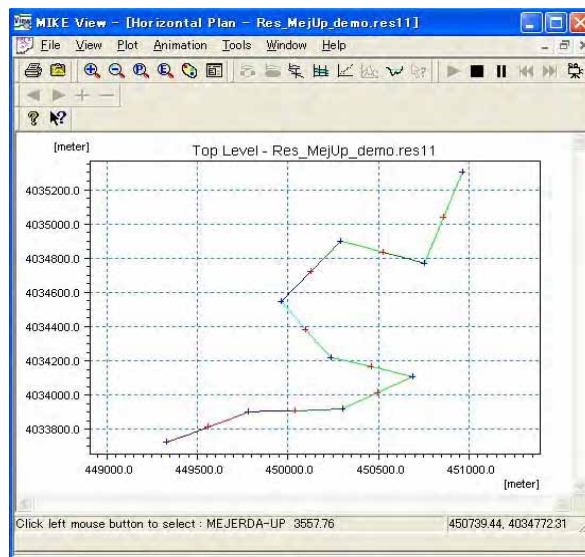 MIKE View - [Horizontal Plan - Res_MejUp_demo.res11]
File View Plot Animation Tools Window Help
[meter]
Top Level - Res_MejUp_demo.res11
4035200.0
4035000.0
4034800.0
4034600.0
4034400.0
4034200.0
4034000.0
4033800.0
449000.0 449500.0 450000.0 450500.0 451000.0
[meter]
Click left mouse button to select : MEJERDA-UP 3557.76 450739.44, 4034772.31